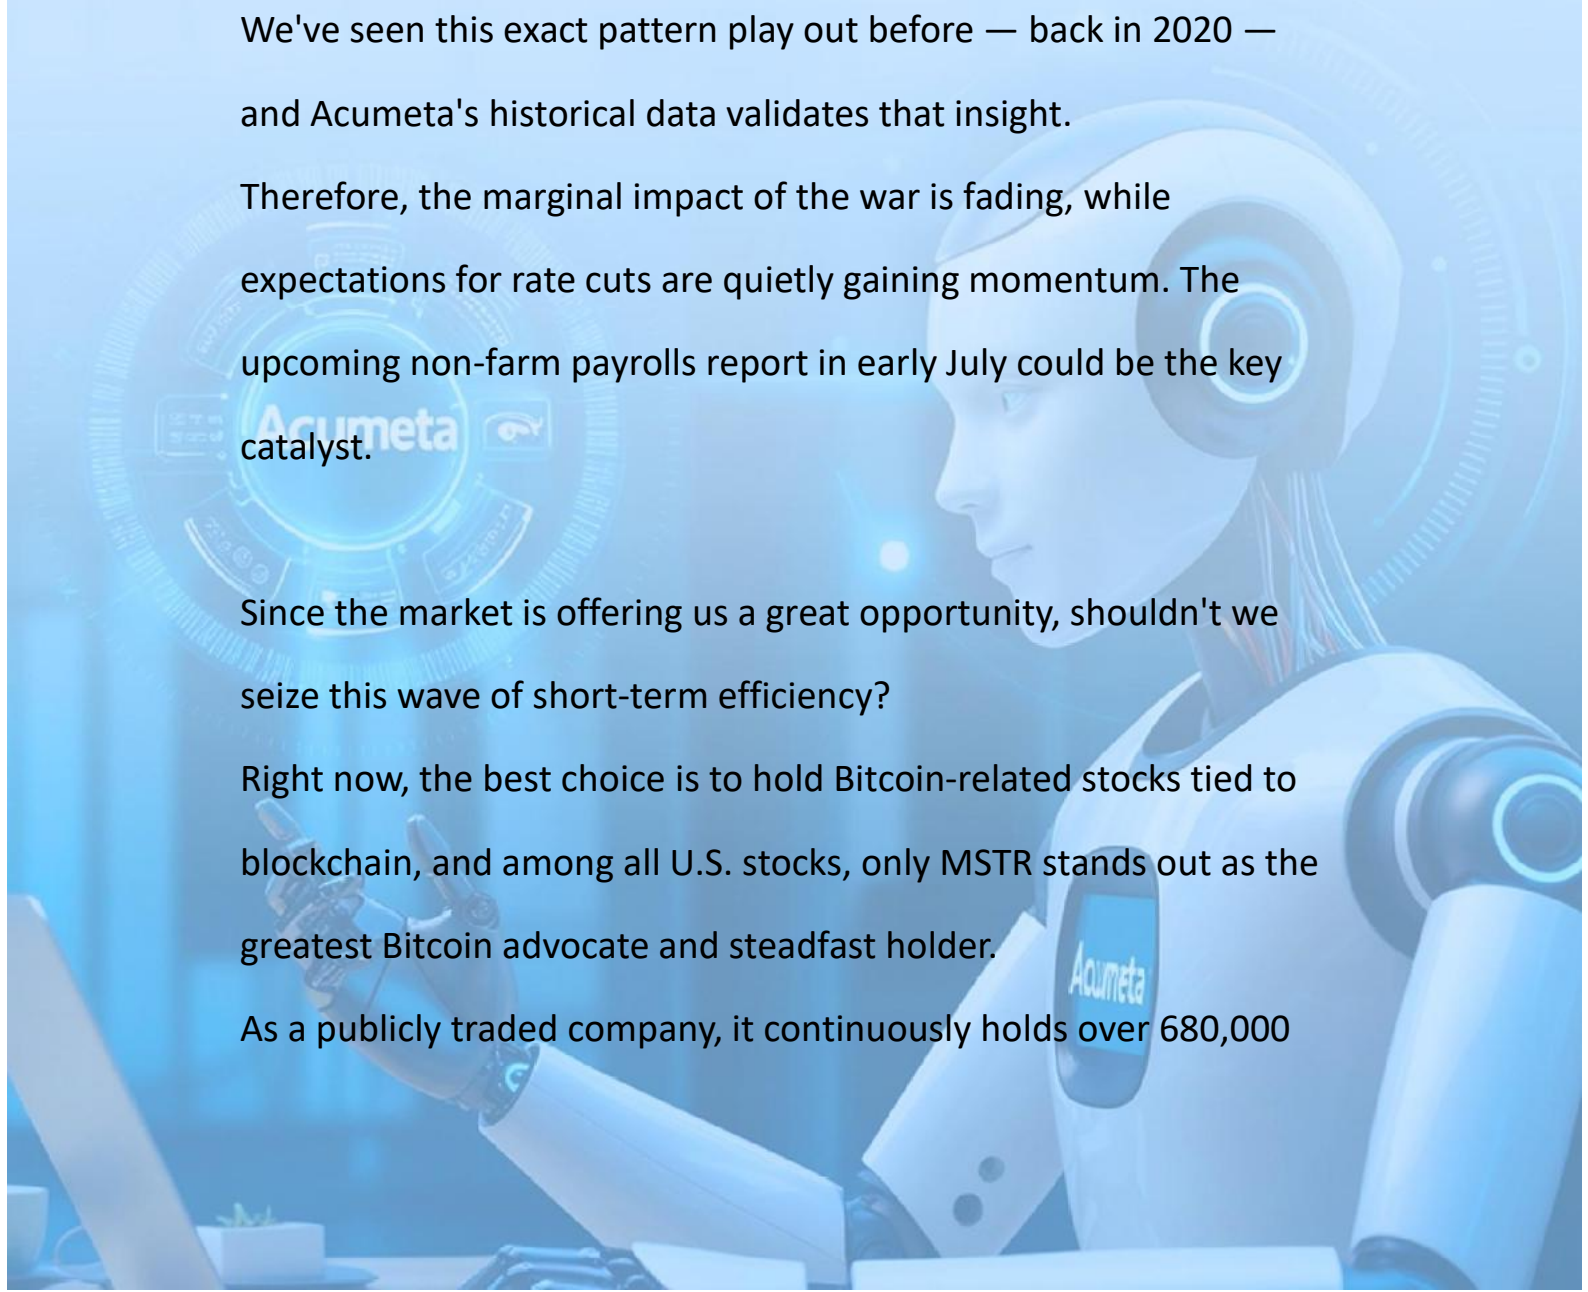 We've seen this exact pattern play out before — back in 2020 —
and Acumeta's historical data validates that insight.
Therefore, the marginal impact of the war is fading, while
expectations for rate cuts are quietly gaining momentum. The
upcoming non-farm payrolls report in early July could be the key
Acumeta
catalyst.
Since the market is offering us a great opportunity, shouldn't we
seize this wave of short-term efficiency?
Right now, the best choice is to hold Bitcoin-related stocks tied to
blockchain, and among all U.S. stocks, only MSTR stands out as the
greatest Bitcoin advocate and steadfast holder.
Acumeta
As a publicly traded company, it continuously holds over 680,000